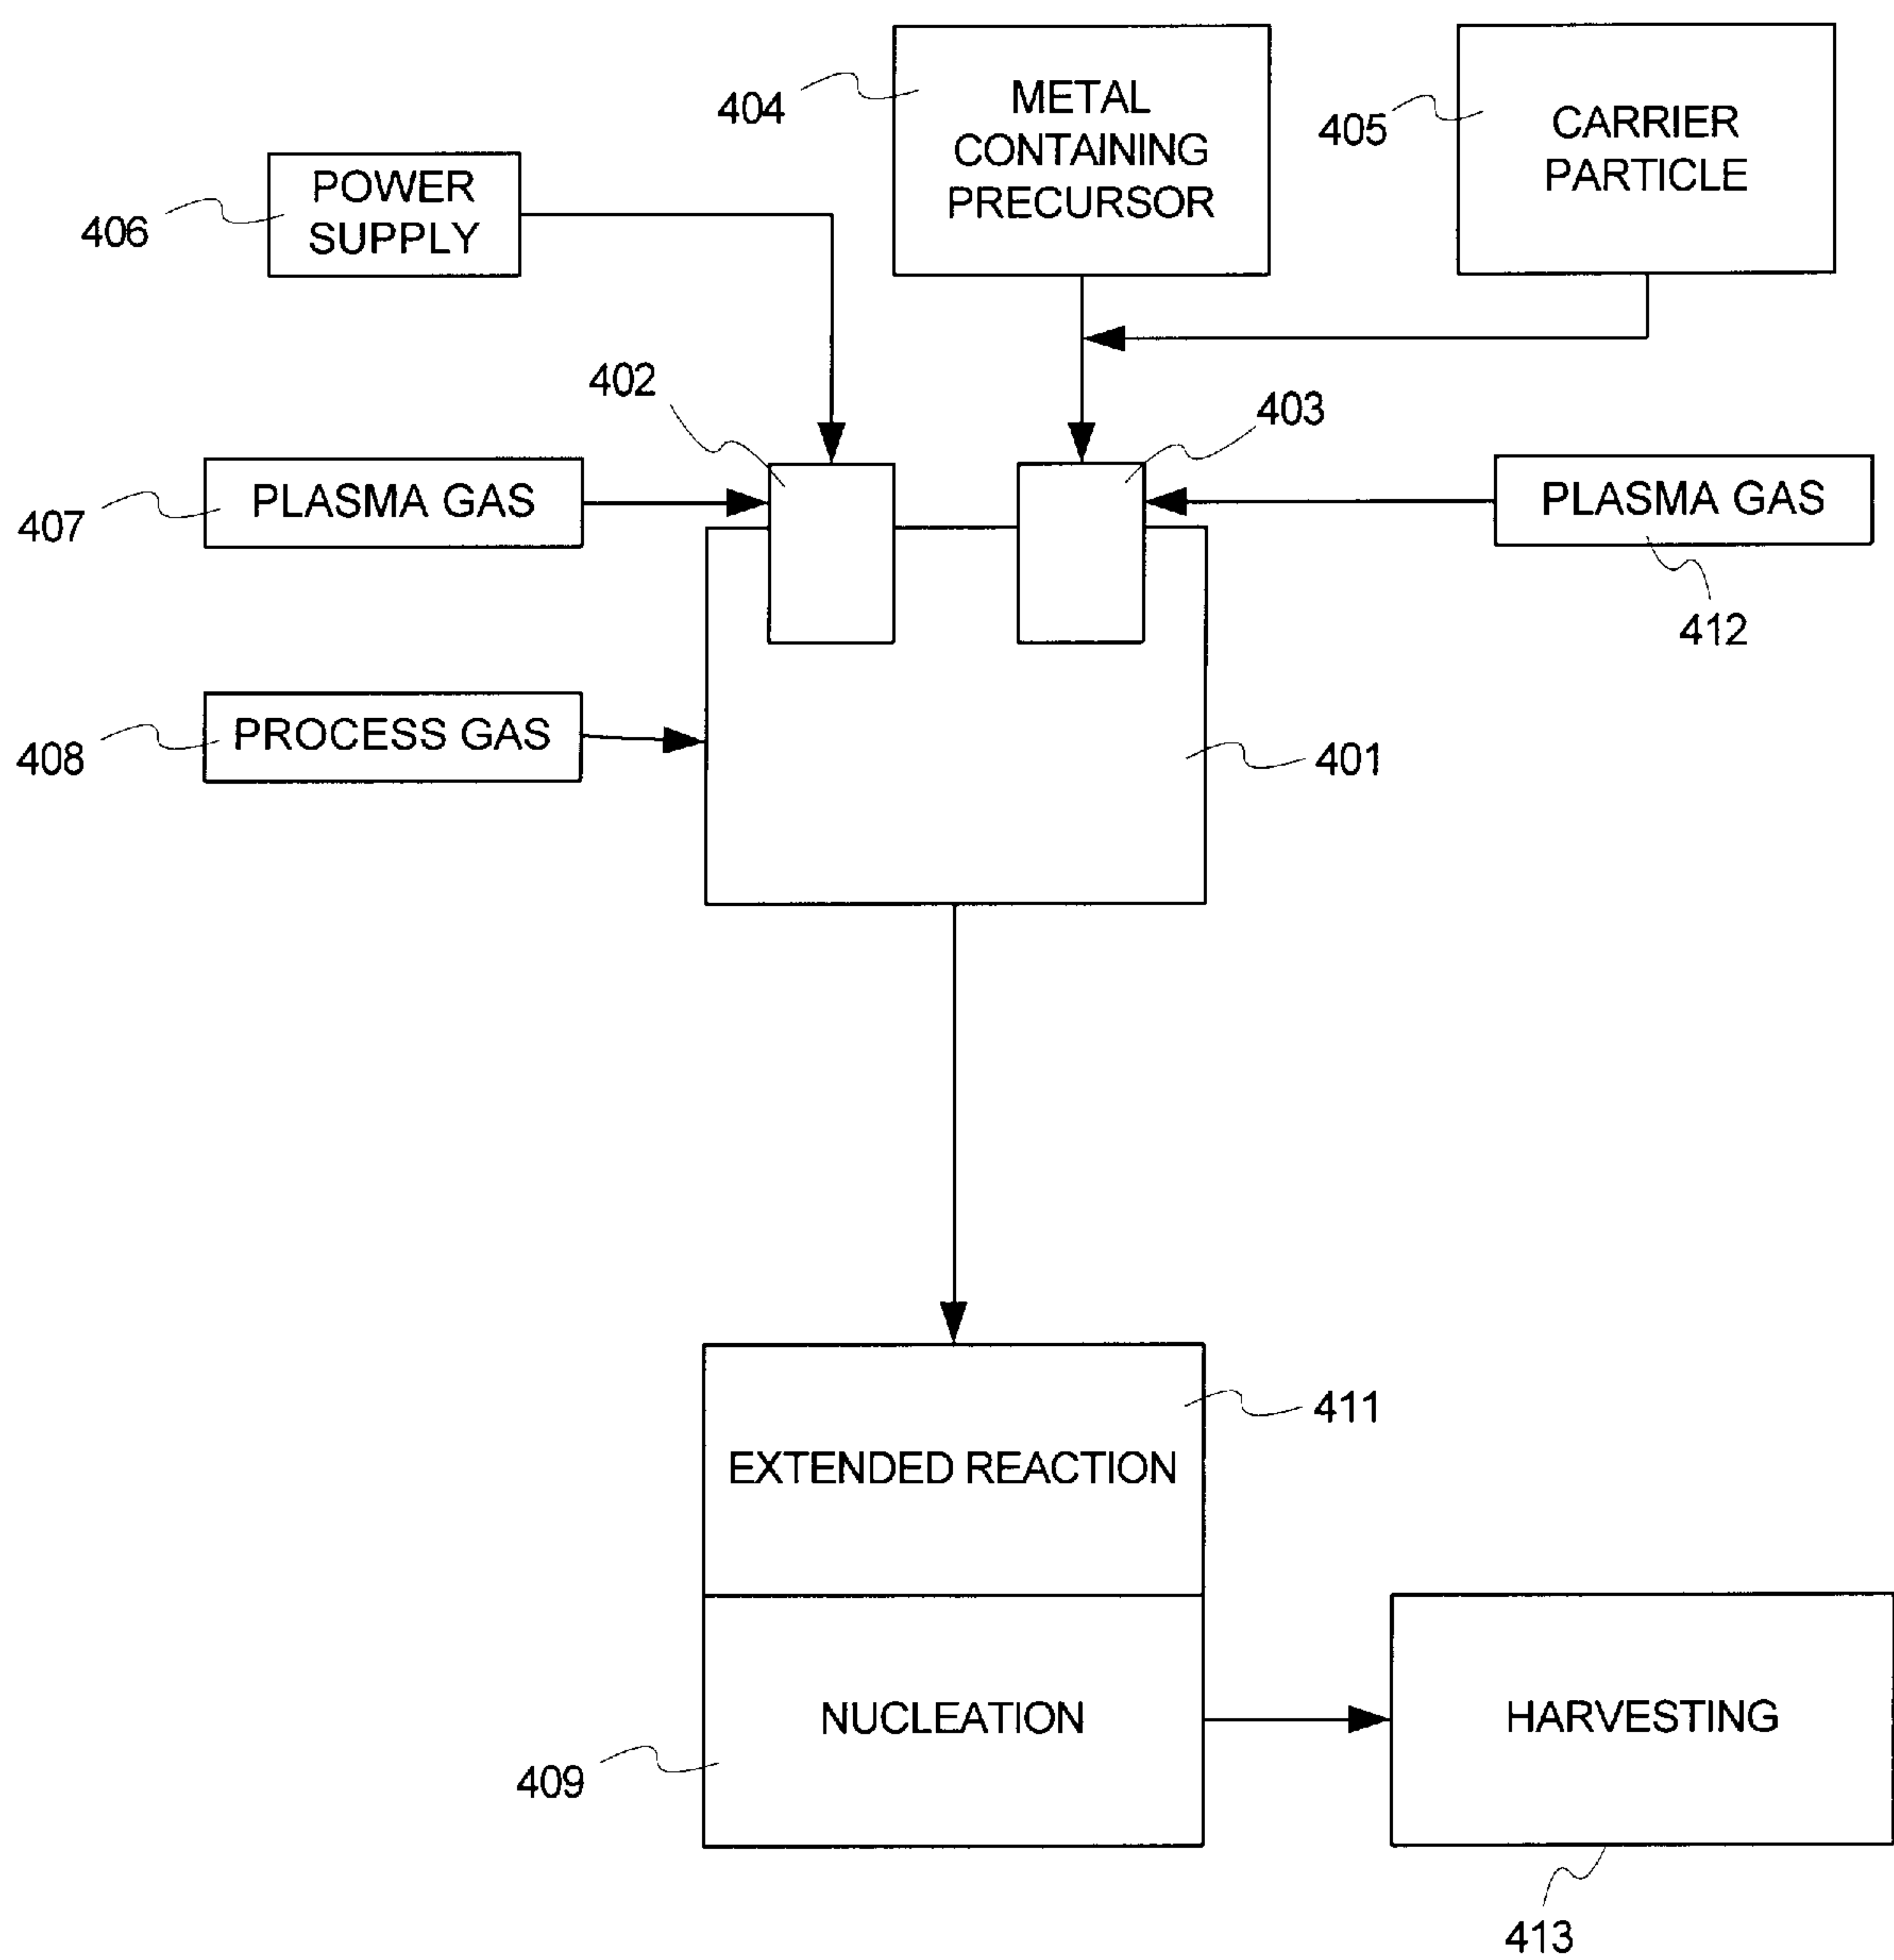 404
METAL
CONTAINING
PRECURSOR
405
CARRIER
PARTICLE
406
POWER
SUPPLY
402
403
407
PLASMA GAS
PLASMA GAS
412
408
PROCESS GAS
401
411
EXTENDED REACTION
NUCLEATION
409
HARVESTING
413